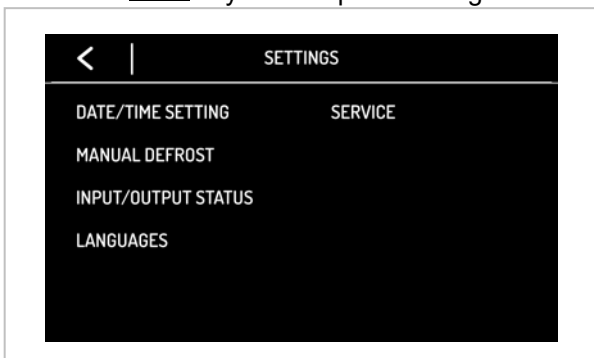 SETTINGS
DATE/TIME SETTING
SERVICE
MANUAL DEFROST
INPUT/OUTPUT STATUS
LANGUAGES